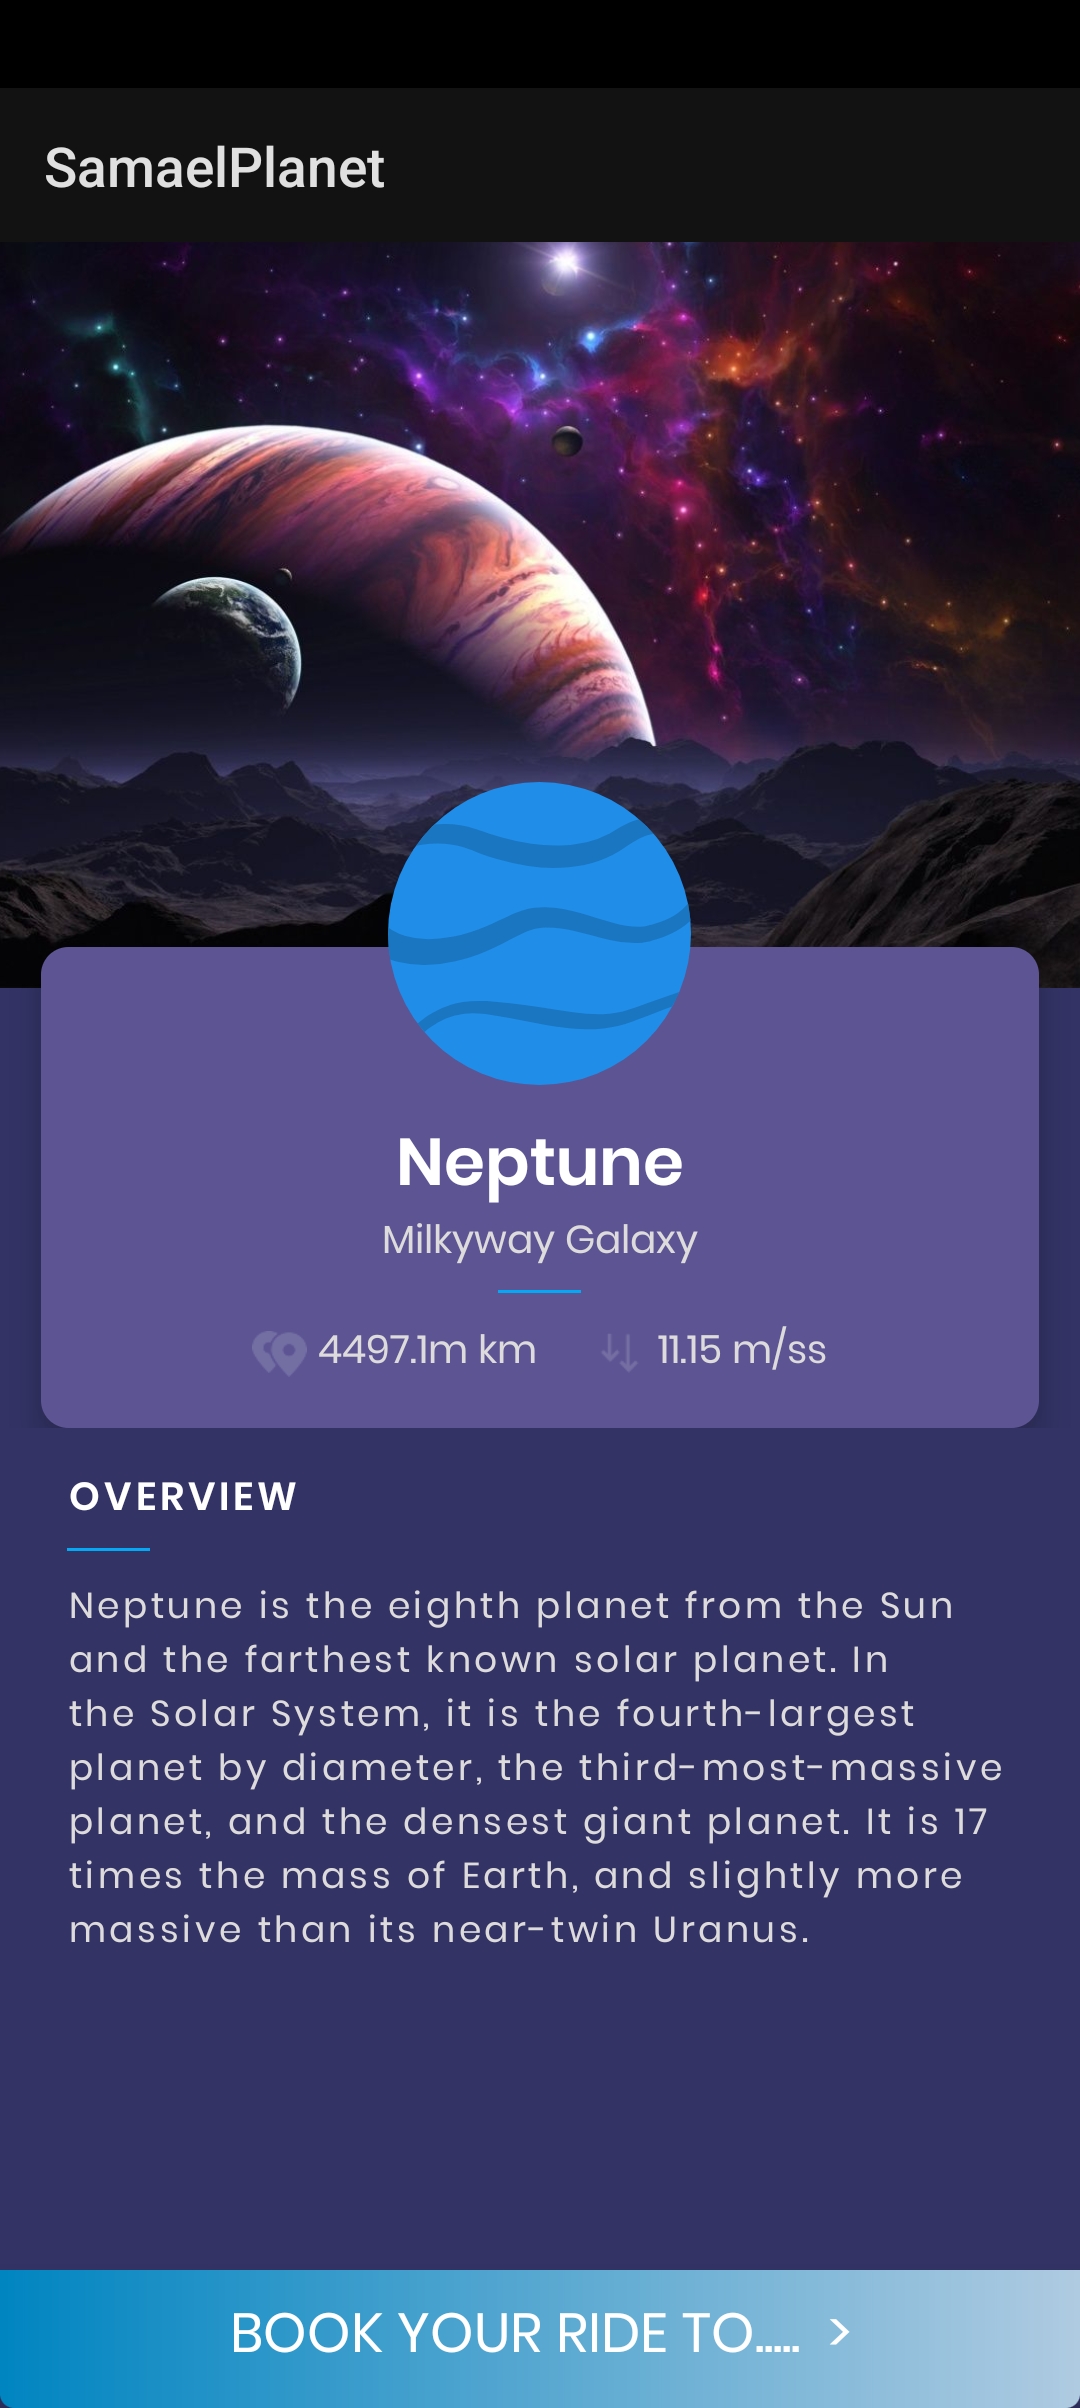 SamaelPlanet
Neptune
Milkyway Galaxy
4497.1m km
11.15 m/ss
OVERVIEW
Neptune is the eighth planet from the Sun
and the farthest known solar planet. In
the Solar System, it is the fourth-largest
planet by diameter, the third-most-massive
planet, and the densest giant planet. It is 17
times the mass of Earth, and slightly more
massive than its near-twin Uranus.
BOOK YOUR RIDE TO..... >